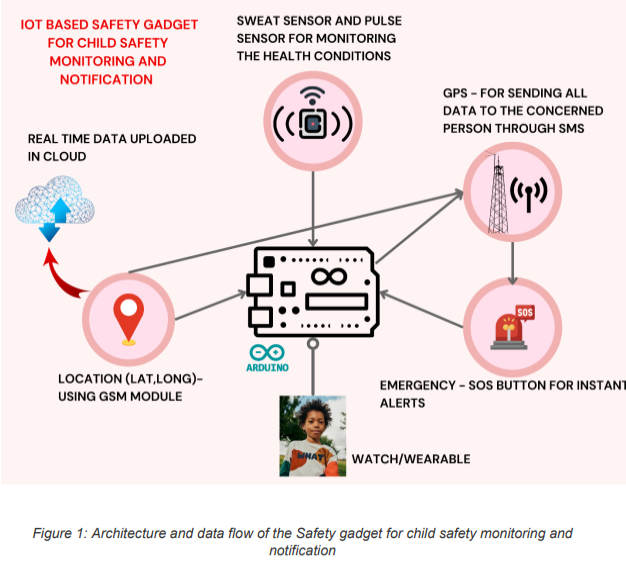 IOT BASED SAFETY GADGET
FOR CHILD SAFETY
MONITORING AND
NOTIFICATION
SWEAT SENSOR AND PULSE
SENSOR FOR MONITORING
THE HEALTH CONDITIONS
GPS – FOR SENDING ALL
DATA TO THE CONCERNED
PERSON THROUGH SMS
REAL TIME DATA UPLOADED
IN CLOUD
SOS
ARDUINO
LOCATION (LAT,LONG)–
USING GSM MODULE
EMERGENCY – SOS BUTTON FOR INSTANT
ALERTS
WHAT
WATCH/WEARABLE
Figure 1: Architecture and data flow of the Safety gadget for child safety monitoring and
notification